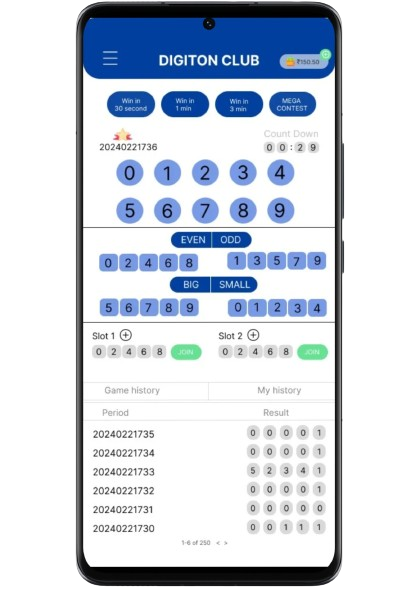 DIGITON CLUB
₹150.50
Win in 30 second
Win in 1 min
Win in 3 min
MEGA CONTEST
Count Down
20240221736
0 0 : 2 9
0 1 2 3 4
5 6 7 8 9
EVEN ODD
0 2 4 6 8 1 3 5 7 9
BIG SMALL
5 6 7 8 9 0 1 2 3 4
Slot 1 Slot 2
0 2 4 6 8 JOIN 0 2 4 6 8 JOIN
Game history My history
Period Result
20240221735 0 0 0 0 1
20240221734 0 0 0 0 1
20240221733 5 2 3 4 1
20240221732 0 0 0 0 1
20240221731 0 0 0 0 0
20240221730 0 0 1 1 1
1-6 of 250 < >